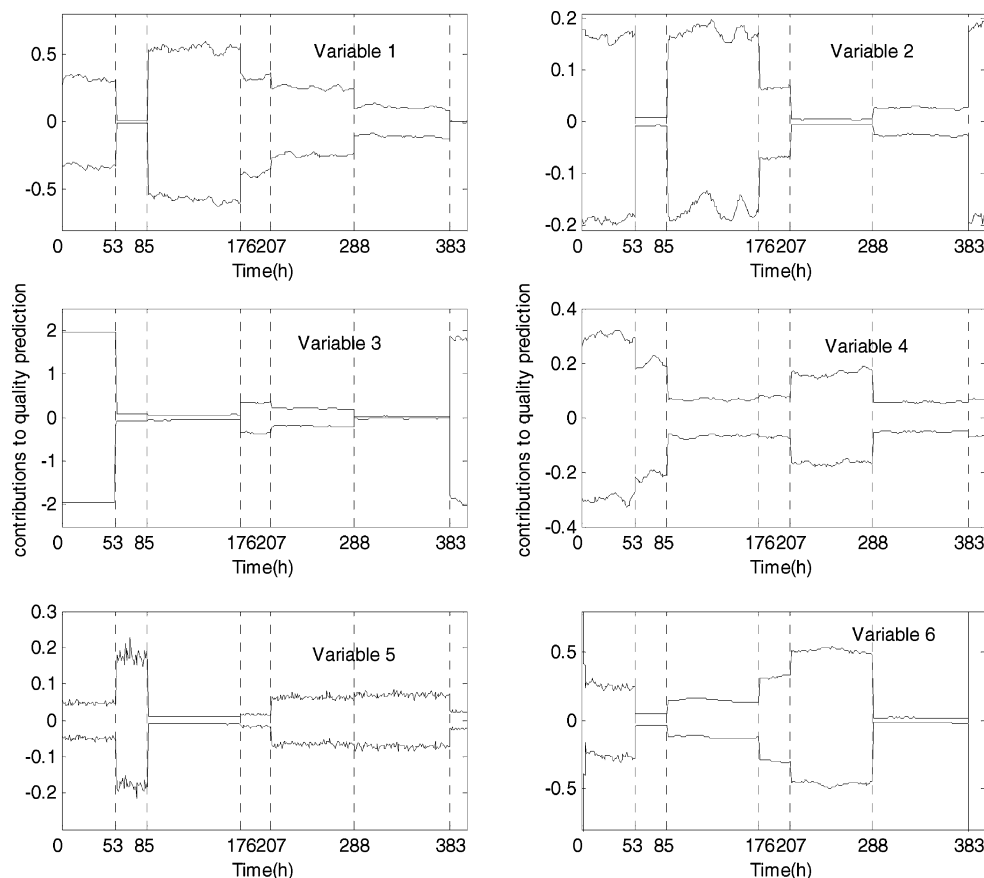 Variable 1
0.5
0
-0.5
0 53 85 176207 288 383
Time(h)
Variable 2
0.2
0.1
0
-0.1
-0.2
0 53 85 176207 288 383
Time(h)
contributions to quality prediction
Variable 3
2
1
0
-1
-2
0 53 85 176207 288 383
Time(h)
contributions to quality prediction
Variable 4
0.4
0.2
0
-0.2
-0.4
0 53 85 176207 288 383
Time(h)
Variable 5
0.3
0.2
0.1
0
-0.1
-0.2
0 53 85 176207 288 383
Time(h)
Variable 6
0.5
0
-0.5
0 53 85 176207 288 383
Time(h)